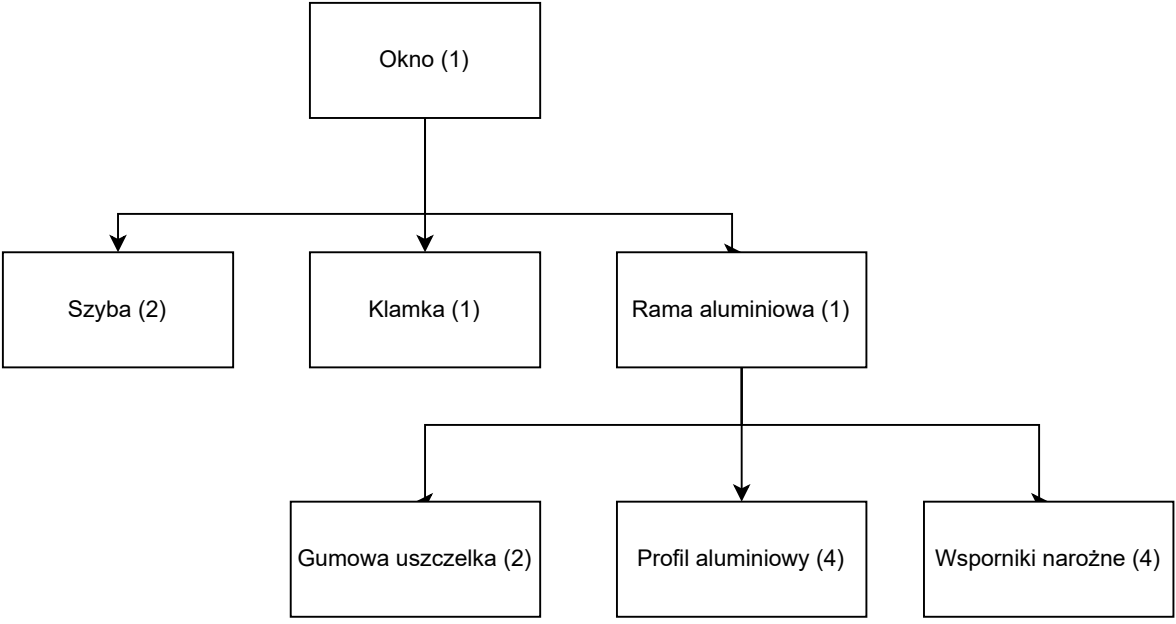 Okno (1)
Szyba (2)
Klamka (1)
Rama aluminiowa (1)
Gumowa uszczelka (2)
Profil aluminiowy (4)
Wsporniki narożne (4)